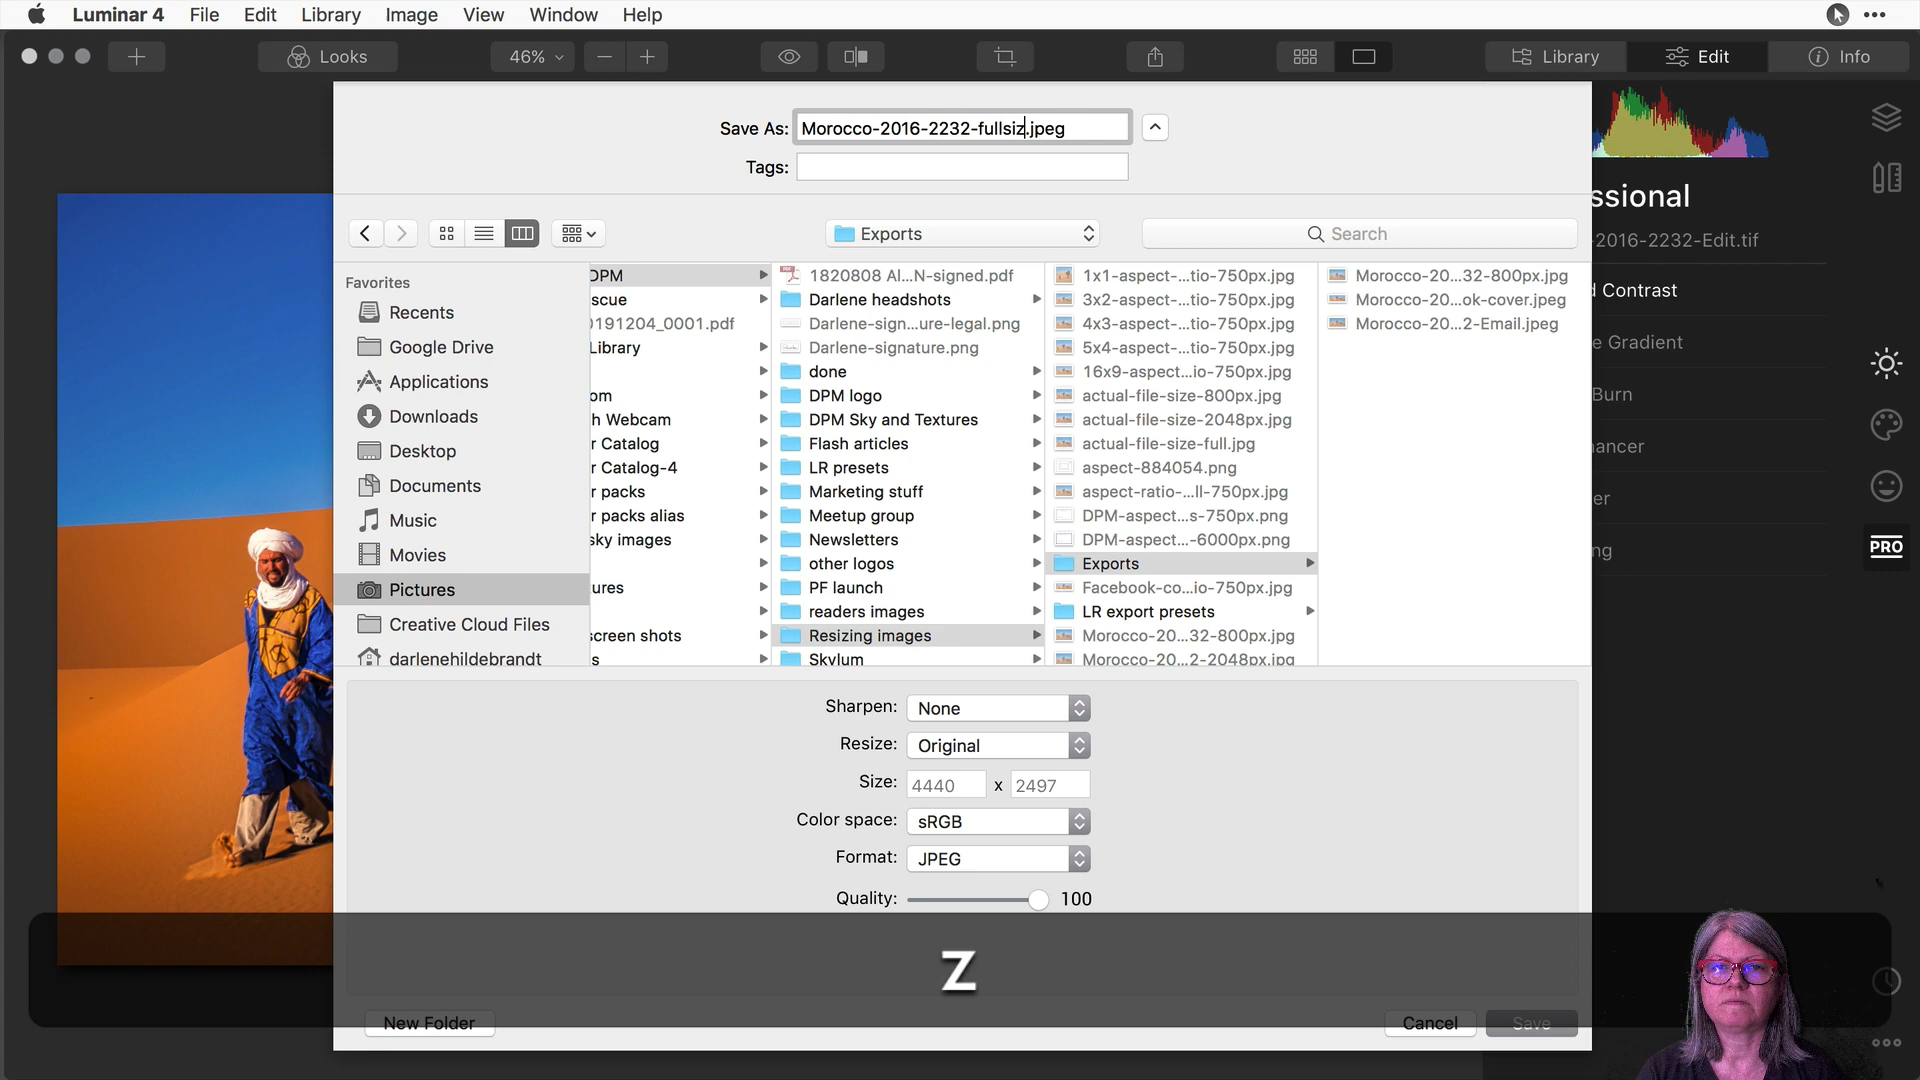 Luminar 4 File Edit Library Image View Window Help
Looks 46% Library Edit Info
Save As: Morocco-2016-2232-fullsiz.jpeg
Tags:
Exports Search
ssional
-2016-2232-Edit.tif
d Contrast
e Gradient
Burn
ancer
er
ng
PRO
Favorites
Recents
Google Drive
Applications
Downloads
Desktop
Documents
Music
Movies
Pictures
Creative Cloud Files
darlenehildebrandt
DPM
scue
0191204_0001.pdf
Library
om
h Webcam
r Catalog
r Catalog-4
r packs
r packs alias
sky images
ures
screen shots
s
1820808 Al...N-signed.pdf
Darlene headshots
Darlene-sign...ure-legal.png
Darlene-signature.png
done
DPM logo
DPM Sky and Textures
Flash articles
LR presets
Marketing stuff
Meetup group
Newsletters
other logos
PF launch
readers images
Resizing images
Skylum
1x1-aspect-...tio-750px.jpg
3x2-aspect-...tio-750px.jpg
4x3-aspect-...tio-750px.jpg
5x4-aspect-...tio-750px.jpg
16x9-aspect...io-750px.jpg
actual-file-size-800px.jpg
actual-file-size-2048px.jpg
actual-file-size-full.jpg
aspect-884054.png
aspect-ratio-...ll-750px.jpg
DPM-aspect...s-750px.png
DPM-aspect...-6000px.png
Exports
Facebook-co...io-750px.jpg
LR export presets
Morocco-20...32-800px.jpg
Morocco-20...2-2048px.jpg
Morocco-20...32-800px.jpg
Morocco-20...ok-cover.jpeg
Morocco-20...2-Email.jpeg
Sharpen: None
Resize: Original
Size: 4440 x 2497
Color space: sRGB
Format: JPEG
Quality: 100
Z
New Folder Cancel Save